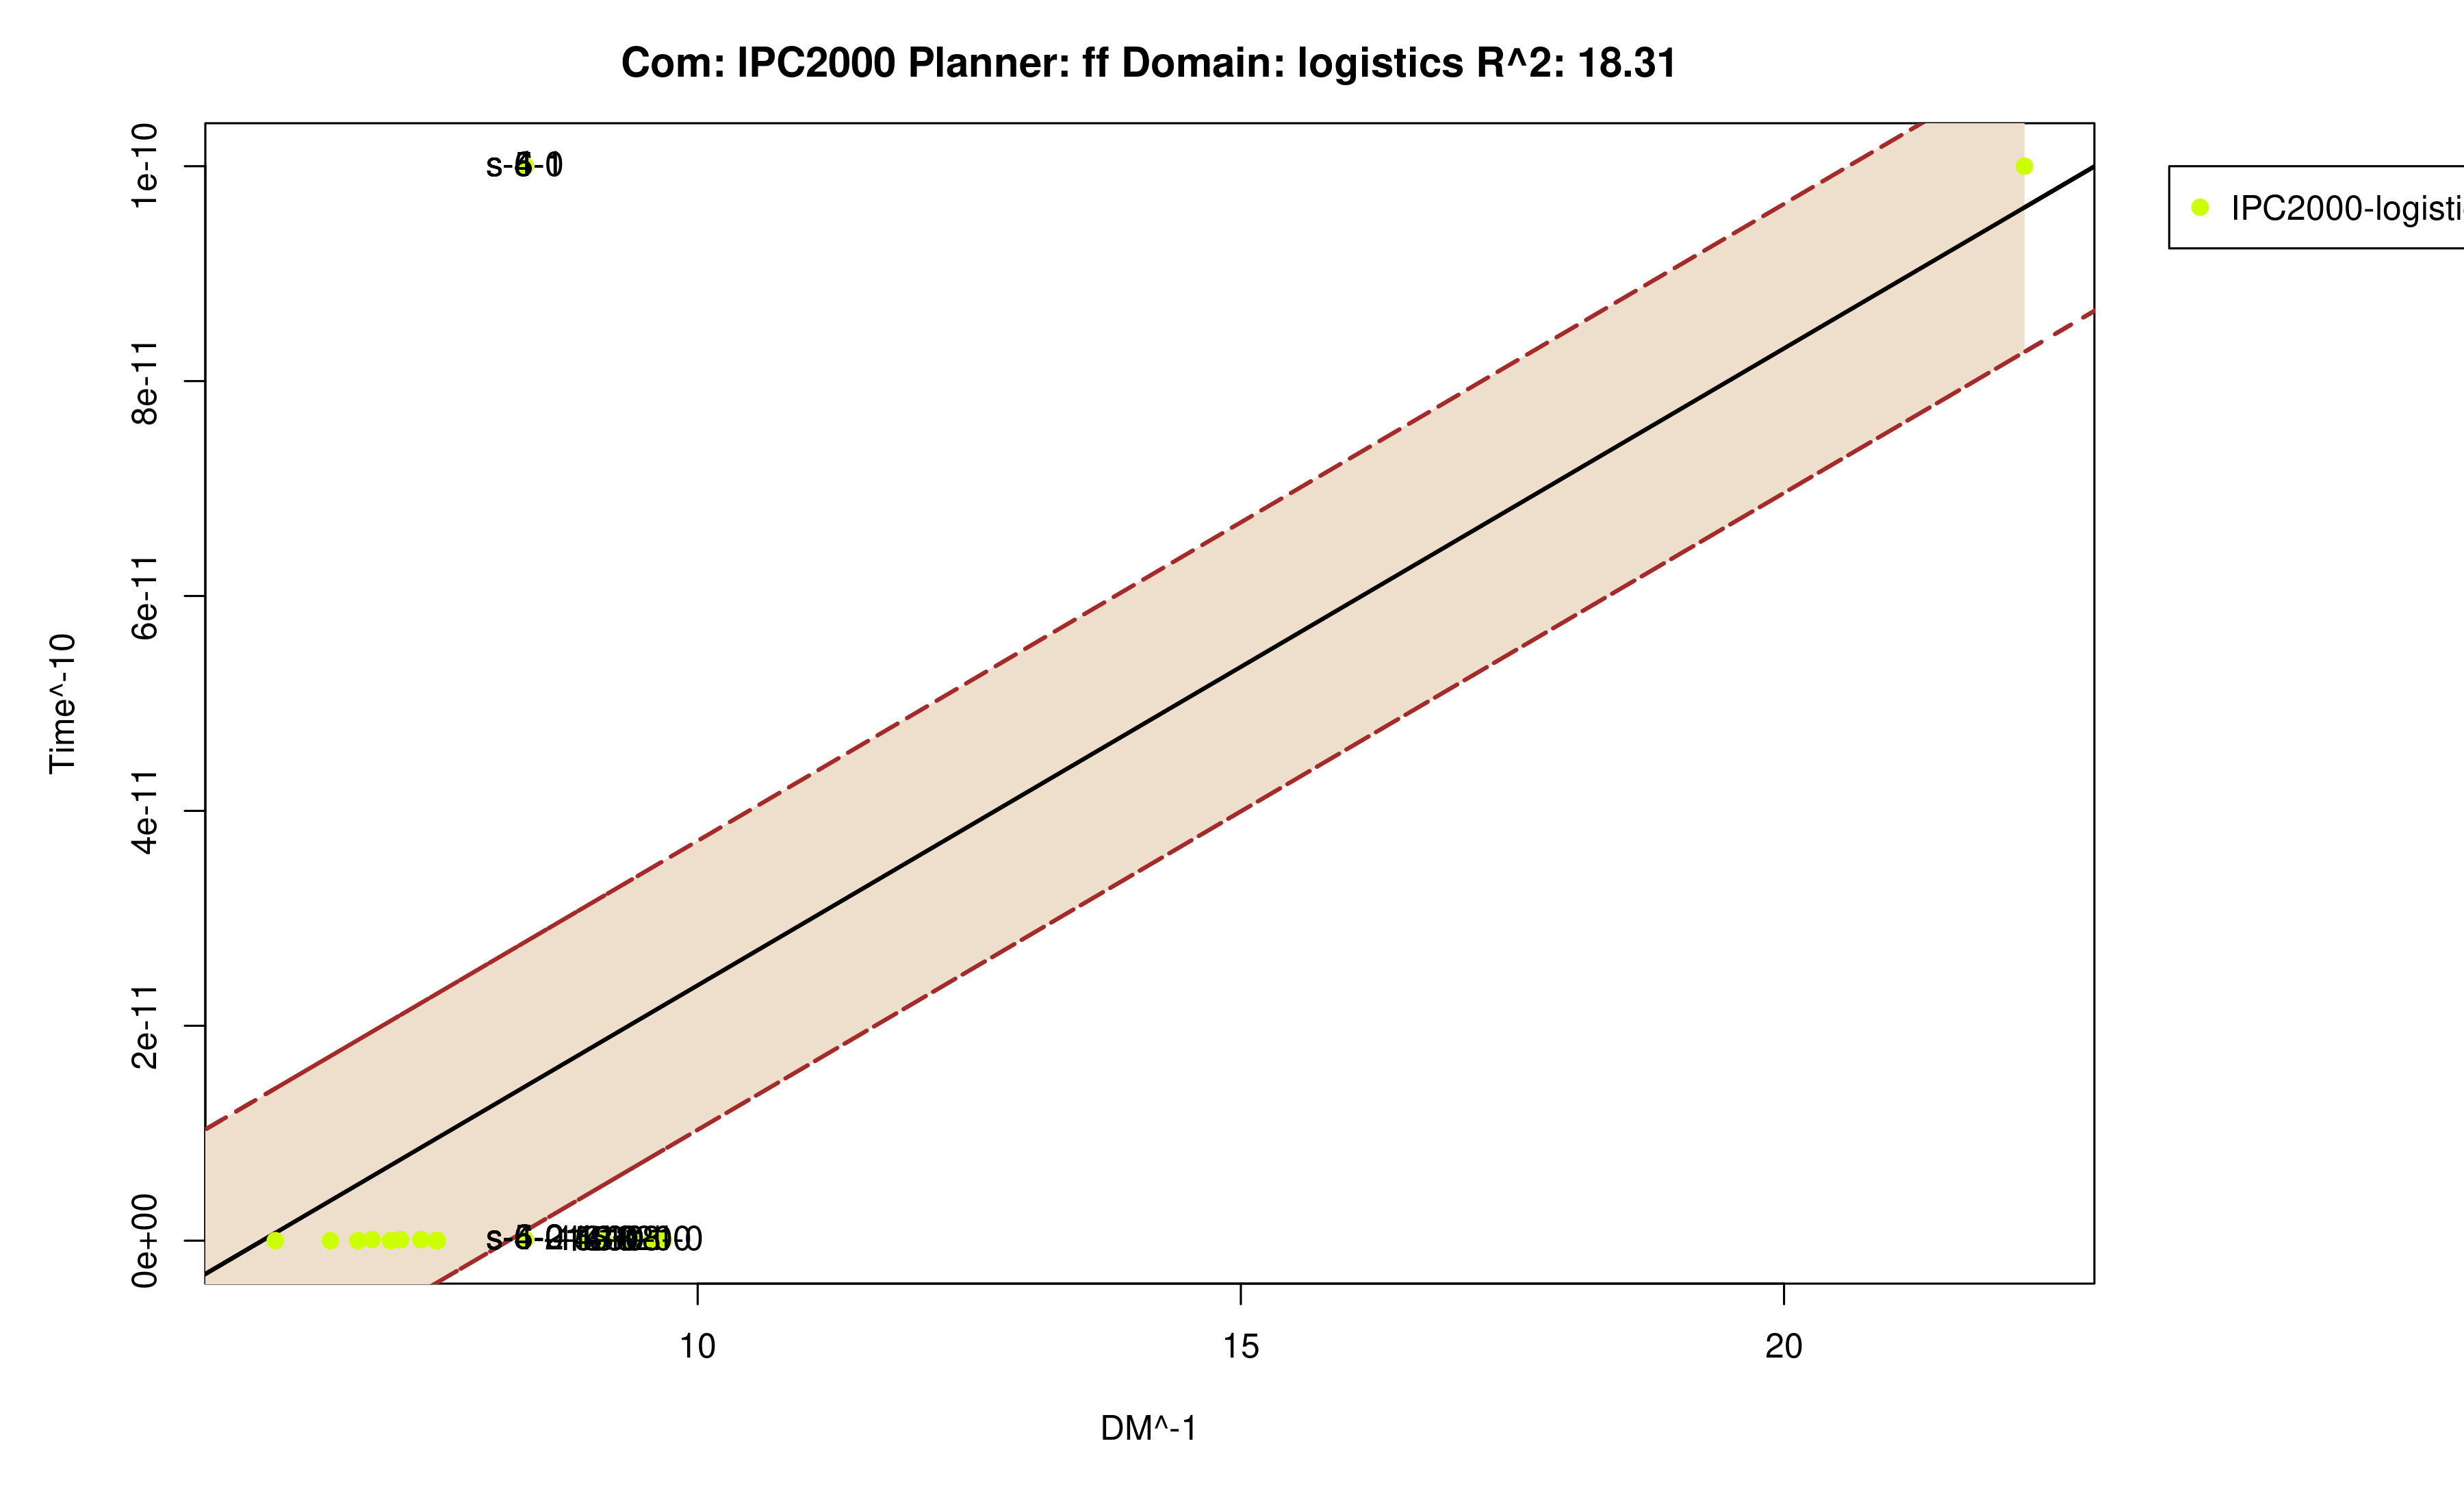 Com: IPC2000 Planner: ff Domain: logistics R^2: 18.31
1e-10
8e-11
6e-11
4e-11
2e-11
0e+00
Time^-10
IPC2000-logisti
10
15
20
DM^-1